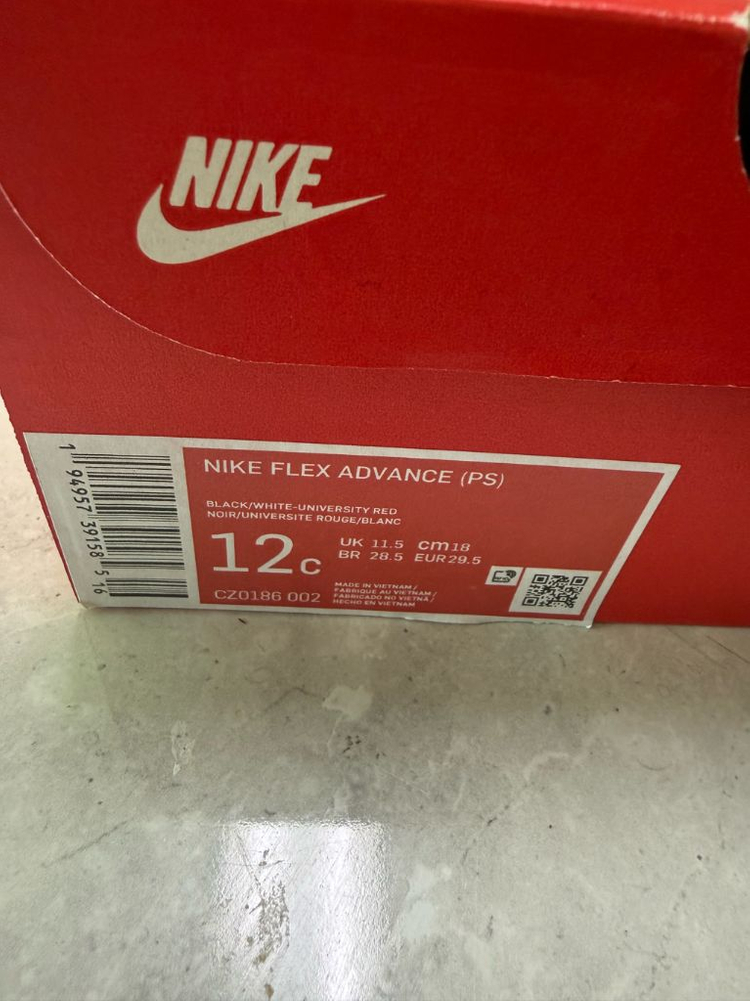 NIKE
NIKE FLEX ADVANCE (PS)
BLACK/WHITE-UNIVERSITY RED
NOIR/UNIVERSITE ROUGE/BLANC
12C
UK 11.5 cm 18
BR 28.5 EUR 29.5
CZ0186 002
MADE IN VIETNAM /
FABRIQUE AU VIETNAM /
FABRICADO NO VIETNÃ /
HECHO EN VIETNAM
1 94957 39158 5 16